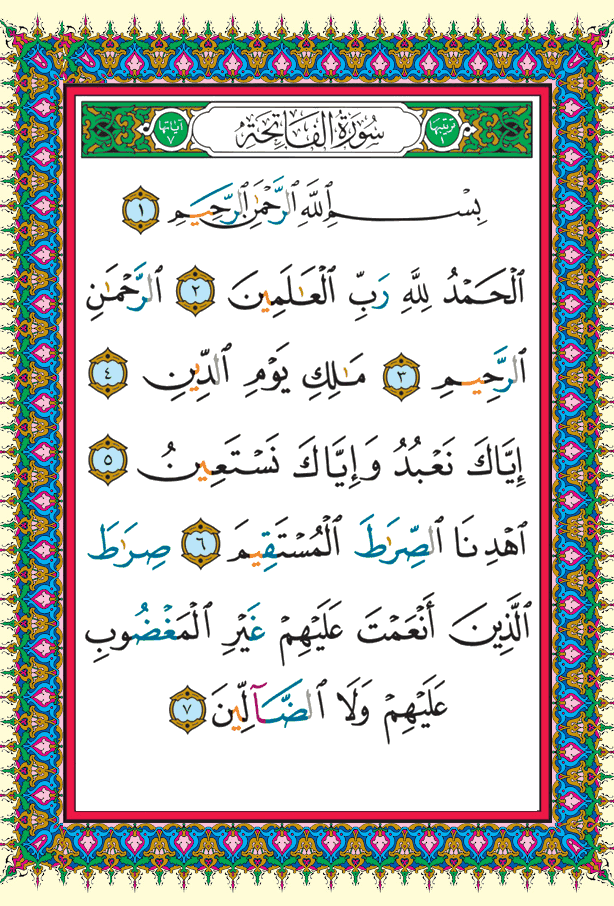 ترتيبها ١ سُورَةُ الفَاتِحَةِ آياتها ٧
بِسْمِ ٱللَّهِ ٱلرَّحْمَٰنِ ٱلرَّحِيمِ ١
ٱلْحَمْدُ لِلَّهِ رَبِّ ٱلْعَٰلَمِينَ ٢ ٱلرَّحْمَٰنِ
ٱلرَّحِيمِ ٣ مَٰلِكِ يَوْمِ ٱلدِّينِ ٤
إِيَّاكَ نَعْبُدُ وَإِيَّاكَ نَسْتَعِينُ ٥
ٱهْدِنَا ٱلصِّرَٰطَ ٱلْمُسْتَقِيمَ ٦ صِرَٰطَ
ٱلَّذِينَ أَنْعَمْتَ عَلَيْهِمْ غَيْرِ ٱلْمَغْضُوبِ
عَلَيْهِمْ وَلَا ٱلضَّآلِّينَ ٧